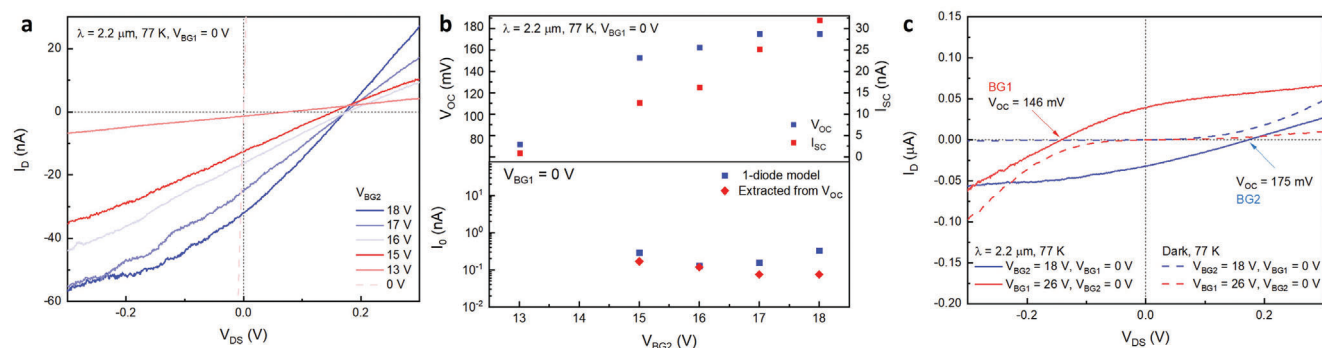 a
λ = 2.2 μm, 77 K, V_BG1 = 0 V
20
0
-20
-40
-60
I_D (nA)
-0.2
0.0
0.2
V_DS (V)
V_BG2
18 V
17 V
16 V
15 V
13 V
0 V
b
λ = 2.2 μm, 77 K, V_BG1 = 0 V
180
160
140
120
100
80
60
V_OC (mV)
35
30
25
20
15
10
5
0
I_SC (nA)
V_OC
I_SC
V_BG1 = 0 V
1-diode model
Extracted from V_OC
10^1
10^0
10^-1
10^-2
I_0 (nA)
13
14
15
16
17
18
V_BG2 (V)
c
0.15
0.10
0.05
0.00
-0.05
-0.10
-0.15
-0.20
I_D (μA)
BG1
V_OC = 146 mV
V_OC = 175 mV
BG2
λ = 2.2 μm, 77 K
V_BG2 = 18 V, V_BG1 = 0 V
V_BG1 = 26 V, V_BG2 = 0 V
Dark, 77 K
V_BG2 = 18 V, V_BG1 = 0 V
V_BG1 = 26 V, V_BG2 = 0 V
-0.2
0.0
0.2
V_DS (V)